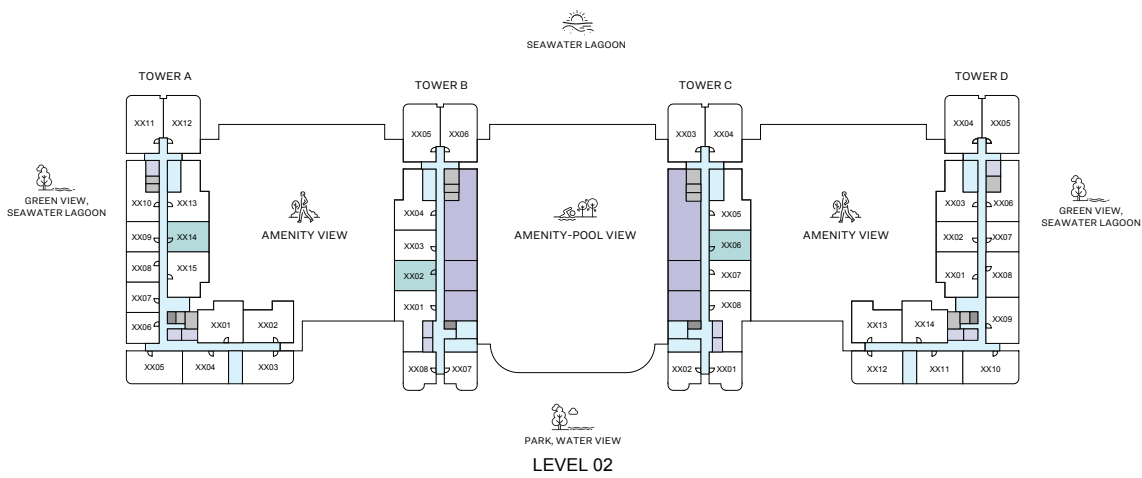 SEAWATER LAGOON
TOWER A
TOWER B
TOWER C
TOWER D
XX11
XX12
XX05
XX06
XX03
XX04
XX04
XX05
GREEN VIEW,
SEAWATER LAGOON
XX10
XX13
XX04
XX05
XX03
XX06
GREEN VIEW,
SEAWATER LAGOON
XX09
XX14
AMENITY VIEW
XX03
AMENITY-POOL VIEW
XX06
AMENITY VIEW
XX02
XX07
XX08
XX15
XX02
XX07
XX01
XX08
XX07
XX01
XX08
XX06
XX01
XX02
XX13
XX14
XX09
XX05
XX04
XX03
XX08
XX07
XX02
XX01
XX12
XX11
XX10
PARK, WATER VIEW
LEVEL 02